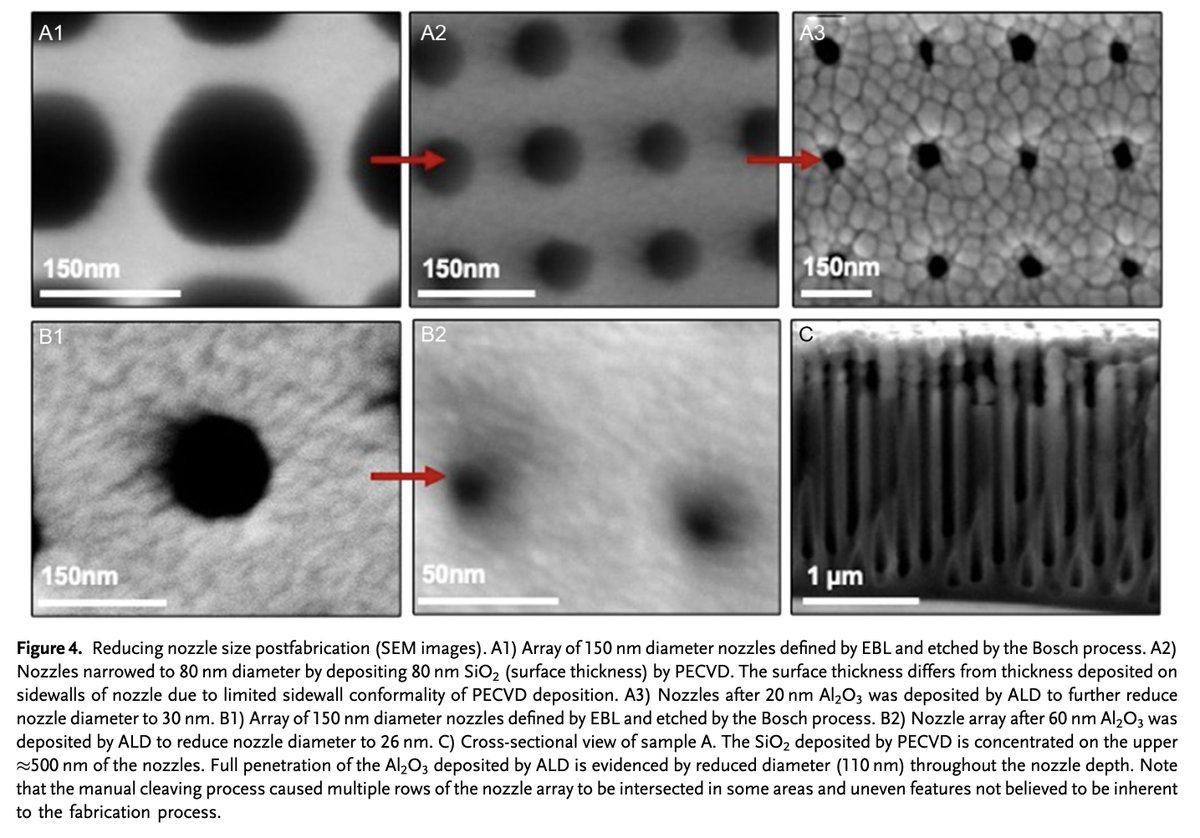 A1
A2
A3
150nm
150nm
150nm
B1
B2
C
150nm
50nm
1 µm
Figure 4. Reducing nozzle size postfabrication (SEM images). A1) Array of 150 nm diameter nozzles defined by EBL and etched by the Bosch process. A2)
Nozzles narrowed to 80 nm diameter by depositing 80 nm SiO₂ (surface thickness) by PECVD. The surface thickness differs from thickness deposited on
sidewalls of nozzle due to limited sidewall conformality of PECVD deposition. A3) Nozzles after 20 nm Al₂O₃ was deposited by ALD to further reduce
nozzle diameter to 30 nm. B1) Array of 150 nm diameter nozzles defined by EBL and etched by the Bosch process. B2) Nozzle array after 60 nm Al₂O₃ was
deposited by ALD to reduce nozzle diameter to 26 nm. C) Cross-sectional view of sample A. The SiO₂ deposited by PECVD is concentrated on the upper
≈500 nm of the nozzles. Full penetration of the Al₂O₃ deposited by ALD is evidenced by reduced diameter (110 nm) throughout the nozzle depth. Note
that the manual cleaving process caused multiple rows of the nozzle array to be intersected in some areas and uneven features not believed to be inherent
to the fabrication process.